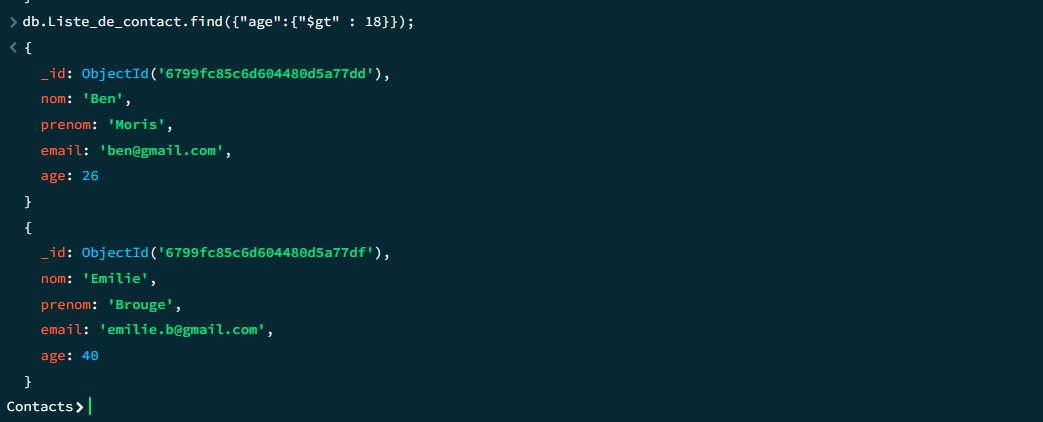 > db.Liste_de_contact.find({"age":{"$gt" : 18}});
< {
_id: ObjectId('6799fc85c6d604480d5a77dd'),
nom: 'Ben',
prenom: 'Moris',
email: 'ben@gmail.com',
age: 26
}
{
_id: ObjectId('6799fc85c6d604480d5a77df'),
nom: 'Emilie',
prenom: 'Brouge',
email: 'emilie.b@gmail.com',
age: 40
}
Contacts>